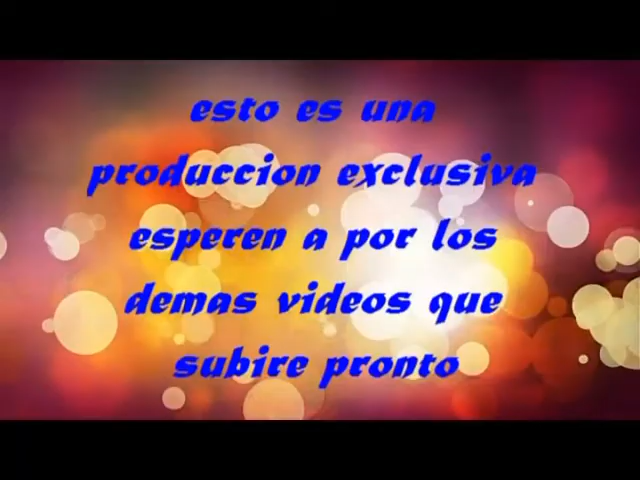 esto es una
produccion exclusiva
esperen a por los
demas videos que
subire pronto